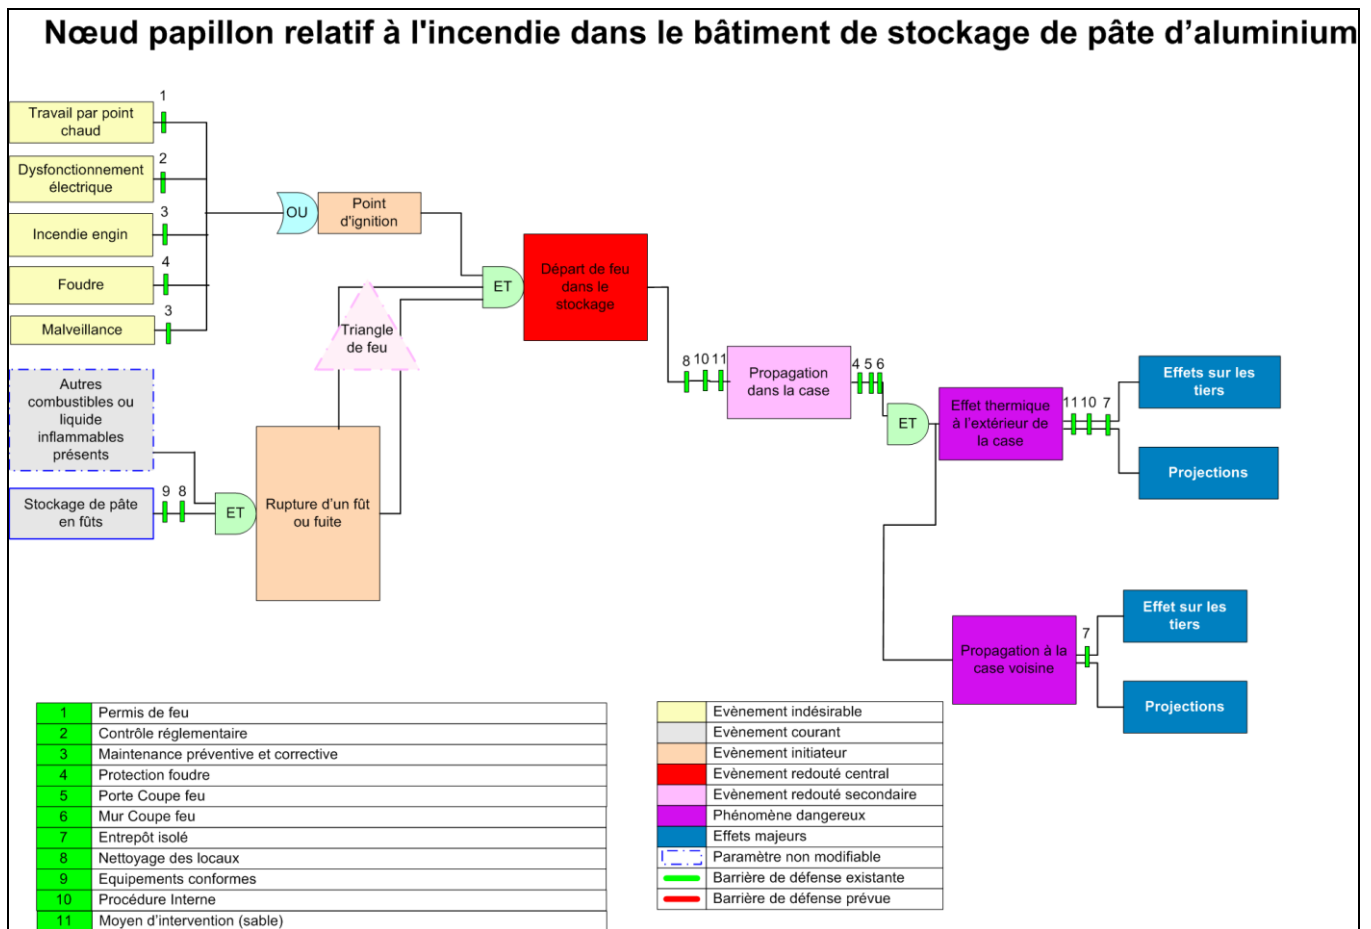 Nœud papillon relatif à l'incendie dans le bâtiment de stockage de pâte d’aluminium
1
Travail par point
chaud
2
Dysfonctionnement
électrique
3
Incendie engin
4
Foudre
3
Malveillance
OU
Point
d'ignition
Autres
combustibles ou
liquide
inflammables
présents
Stockage de pâte
en fûts
9 8
ET
Rupture d’un fût
ou fuite
Triangle
de feu
ET
Départ de feu
dans le
stockage
8 10 11
Propagation
dans la case
4 5 6
ET
Effet thermique
à l’extérieur de
la case
11 10 7
Effets sur les
tiers
Projections
Propagation à la
case voisine
7
Effet sur les
tiers
Projections
1 Permis de feu
2 Contrôle réglementaire
3 Maintenance préventive et corrective
4 Protection foudre
5 Porte Coupe feu
6 Mur Coupe feu
7 Entrepôt isolé
8 Nettoyage des locaux
9 Equipements conformes
10 Procédure Interne
11 Moyen d’intervention (sable)
Evènement indésirable
Evènement courant
Evènement initiateur
Evènement redouté central
Evènement redouté secondaire
Phénomène dangereux
Effets majeurs
Paramètre non modifiable
Barrière de défense existante
Barrière de défense prévue